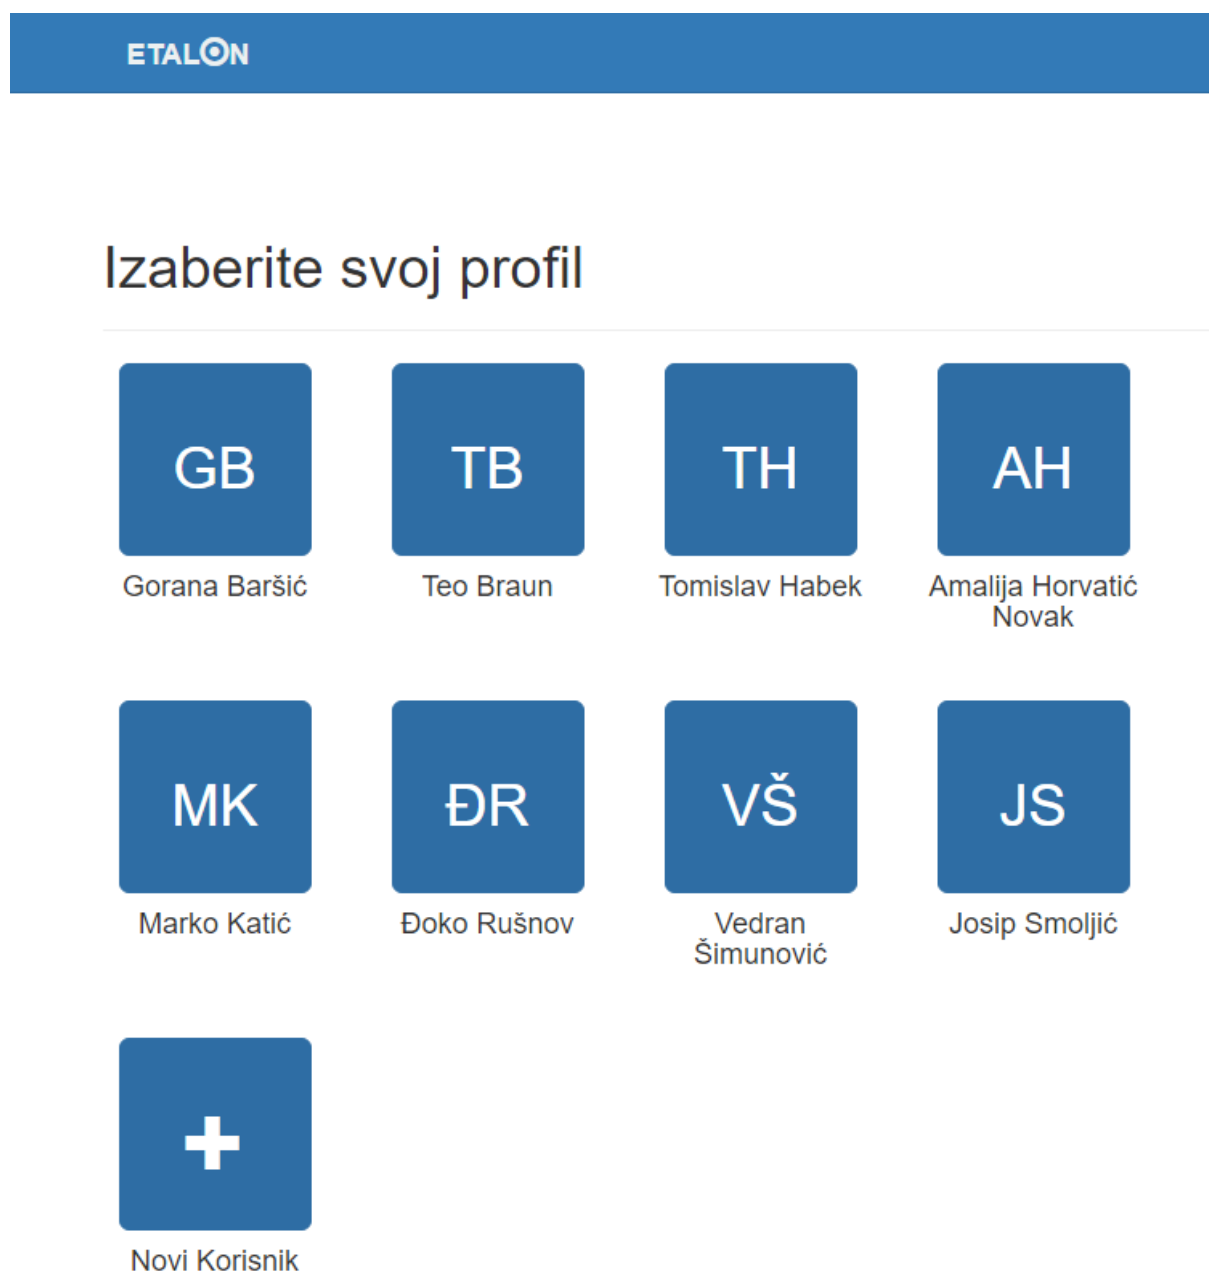 ETALON
Izaberite svoj profil
GB
TB
TH
AH
Gorana Baršić
Teo Braun
Tomislav Habek
Amalija Horvatić
Novak
MK
ĐR
VŠ
JS
Marko Katić
Đoko Rušnov
Vedran
Šimunović
Josip Smoljić
Novi Korisnik